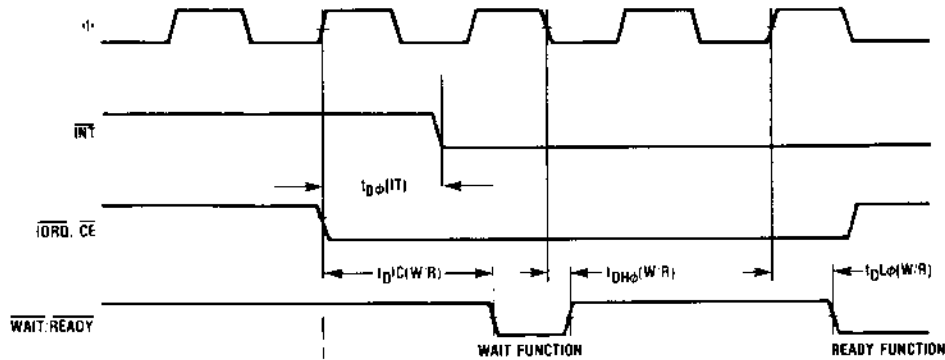 Φ
INT
tDΦ(IT)
IORQ, CE
tDIC(W/R)
tDHΦ(W/R)
tDLΦ(W/R)
WAIT/READY
WAIT FUNCTION
READY FUNCTION